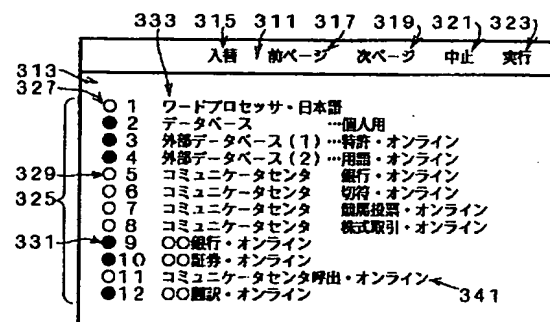 333 315 311 317 319 321 323
入替 前ページ 次ページ 中止 実行
313
327
○ 1 ワードプロセッサ・日本語
● 2 データベース …個人用
● 3 外部データベース(1)…特許・オンライン
● 4 外部データベース(2)…用語・オンライン
329 ○ 5 コミュニケータセンタ 銀行・オンライン
325 ○ 6 コミュニケータセンタ 切符・オンライン
○ 7 コミュニケータセンタ 競馬投票・オンライン
○ 8 コミュニケータセンタ 株式取引・オンライン
331 ● 9 ○○銀行・オンライン
●10 ○○証券・オンライン
○11 コミュニケータセンタ呼出・オンライン
●12 ○○翻訳・オンライン 341